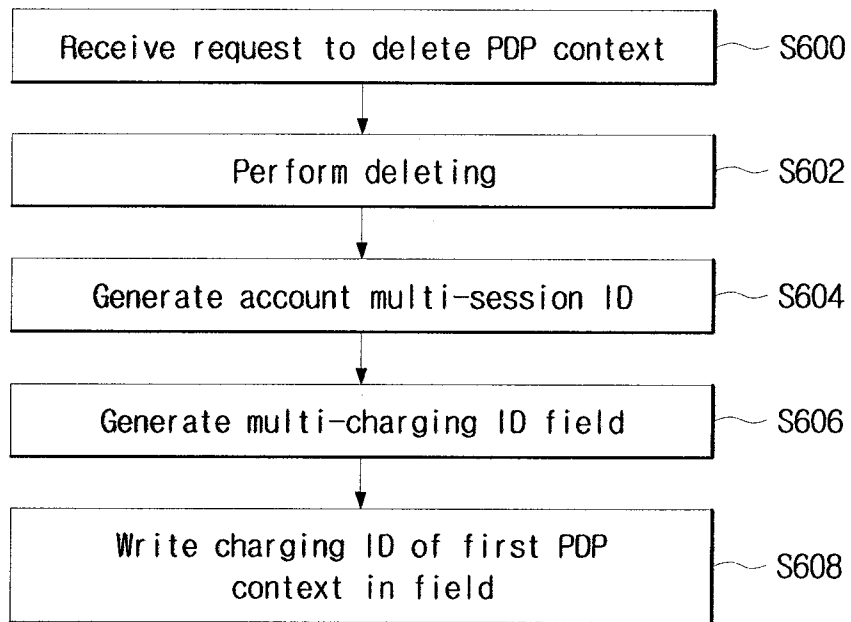 Receive request to delete PDP context S600
Perform deleting S602
Generate account multi-session ID S604
Generate multi-charging ID field S606
Write charging ID of first PDP
context in field S608